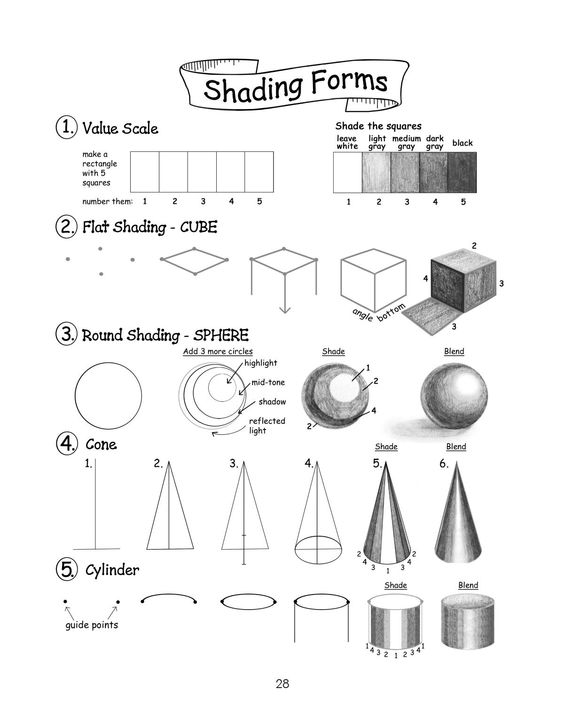 Shading Forms
1. Value Scale
make a
rectangle
with 5
squares
number them: 1 2 3 4 5
Shade the squares
leave white light gray medium gray dark gray black
1 2 3 4 5
2. Flat Shading - CUBE
angle bottom
2
4
3
3
3. Round Shading - SPHERE
Add 3 more circles
highlight
mid-tone
shadow
reflected
light
Shade
1
2
4
2
Blend
4. Cone
1. 2. 3. 4. 5. 6.
Shade Blend
2 4 3 1 3 4 2
5. Cylinder
guide points
Shade Blend
1 4 3 2 1 2 3 4 1
28